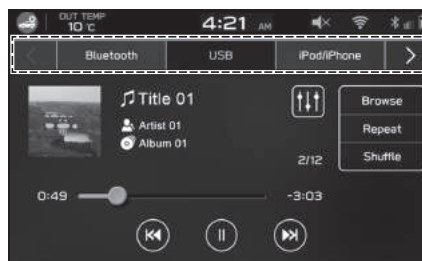 OUT TEMP
10 °C
4:21 AM
Bluetooth
USB
iPod/iPhone
Title 01
Artist 01
Album 01
2/12
Browse
Repeat
Shuffle
0:49
-3:03